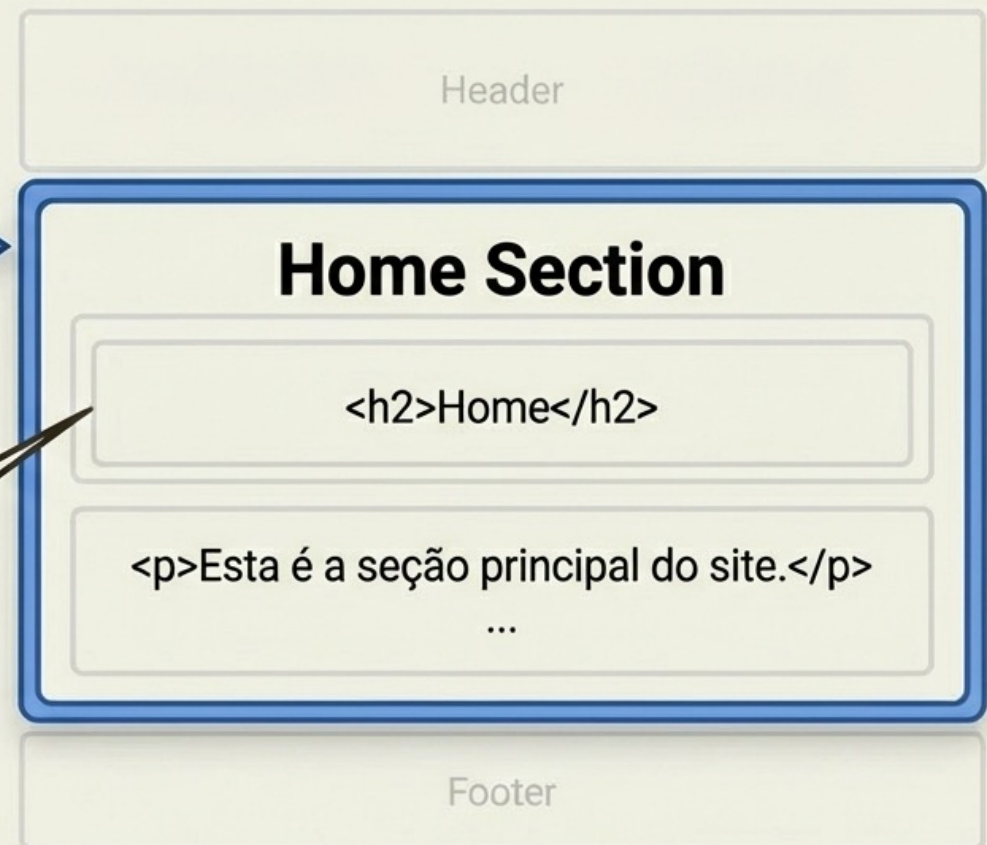 Header
Home Section
<h2>Home</h2>
<p>Esta é a seção principal do site.</p>
...
Footer